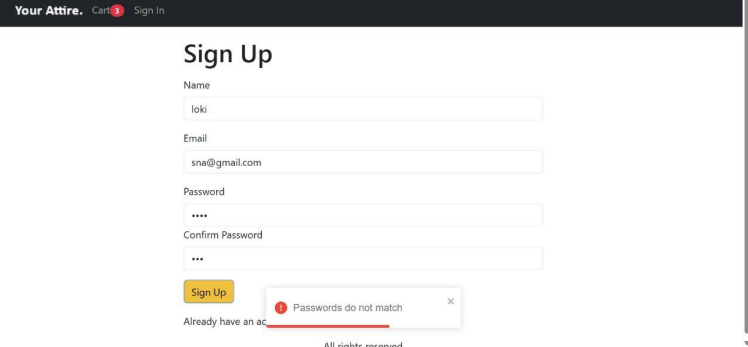 Your Attire. Cart 3 Sign In
Sign Up
Name
loki
Email
sna@gmail.com
Password
••••
Confirm Password
•••
Sign Up
Passwords do not match
Already have an
All rights reserved